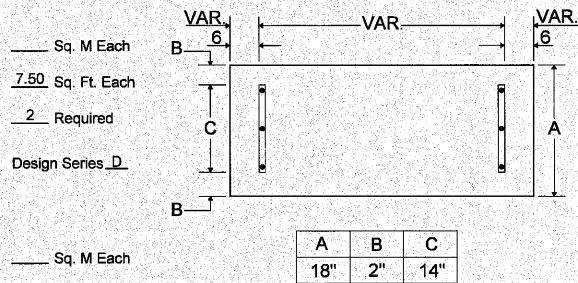 VAR. VAR. VAR.
6 6
____ Sq. M Each
B
7.50 Sq. Ft. Each
2 Required
C A
Design Series D
B
____ Sq. M Each
A B C
18" 2" 14"